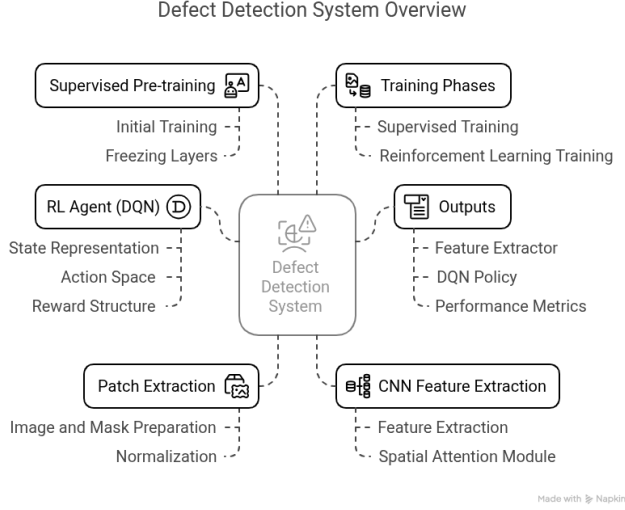 Defect Detection System Overview
Supervised Pre-training
Initial Training
Freezing Layers
Training Phases
Supervised Training
Reinforcement Learning Training
RL Agent (DQN)
State Representation
Action Space
Reward Structure
Defect
Detection
System
Outputs
Feature Extractor
DQN Policy
Performance Metrics
Patch Extraction
Image and Mask Preparation
Normalization
CNN Feature Extraction
Feature Extraction
Spatial Attention Module
Made with Napkin